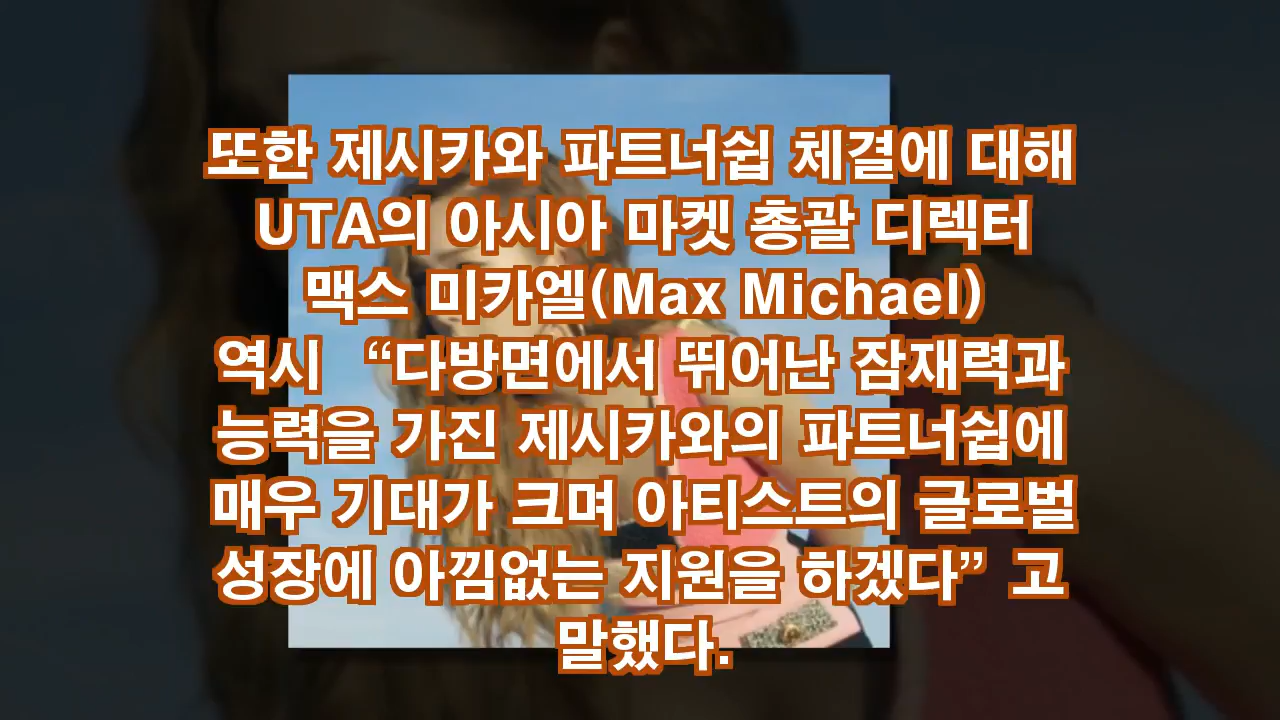 또한 제시카와 파트너쉽 체결에 대해
UTA의 아시아 마켓 총괄 디렉터
맥스 미카엘(Max Michael)
역시 “다방면에서 뛰어난 잠재력과
능력을 가진 제시카와의 파트너쉽에
매우 기대가 크며 아티스트의 글로벌
성장에 아낌없는 지원을 하겠다” 고
말했다.